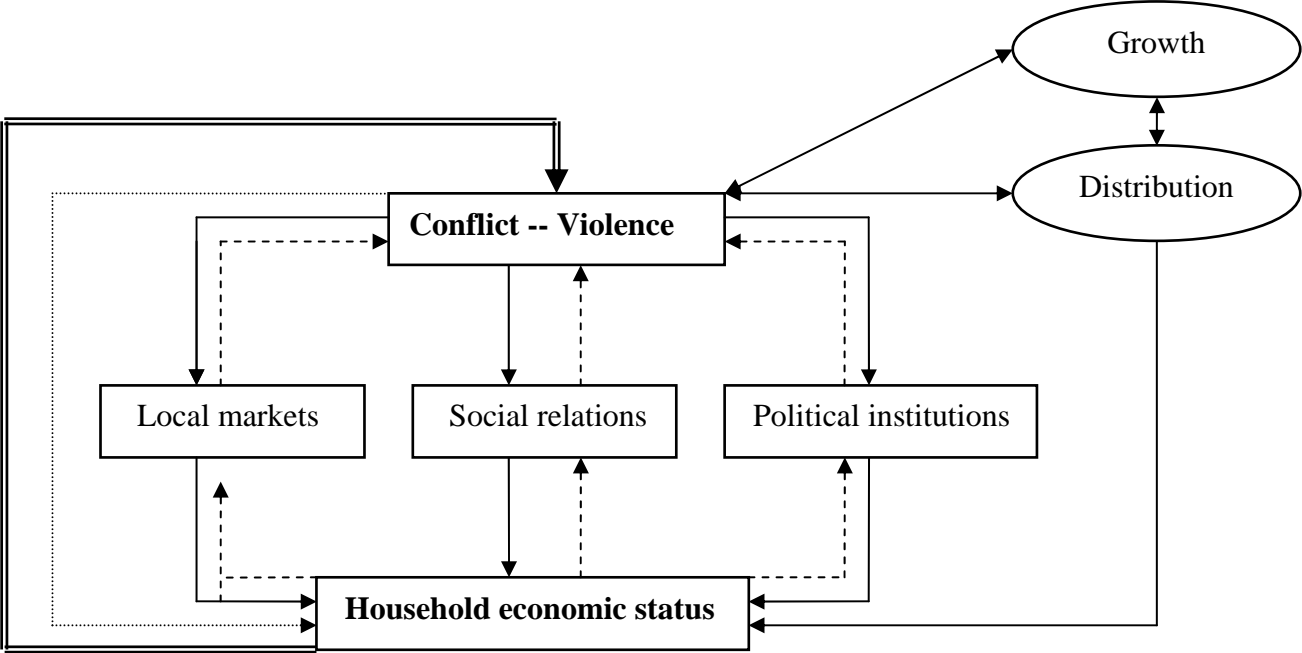 Growth
Distribution
Conflict -- Violence
Local markets
Social relations
Political institutions
Household economic status